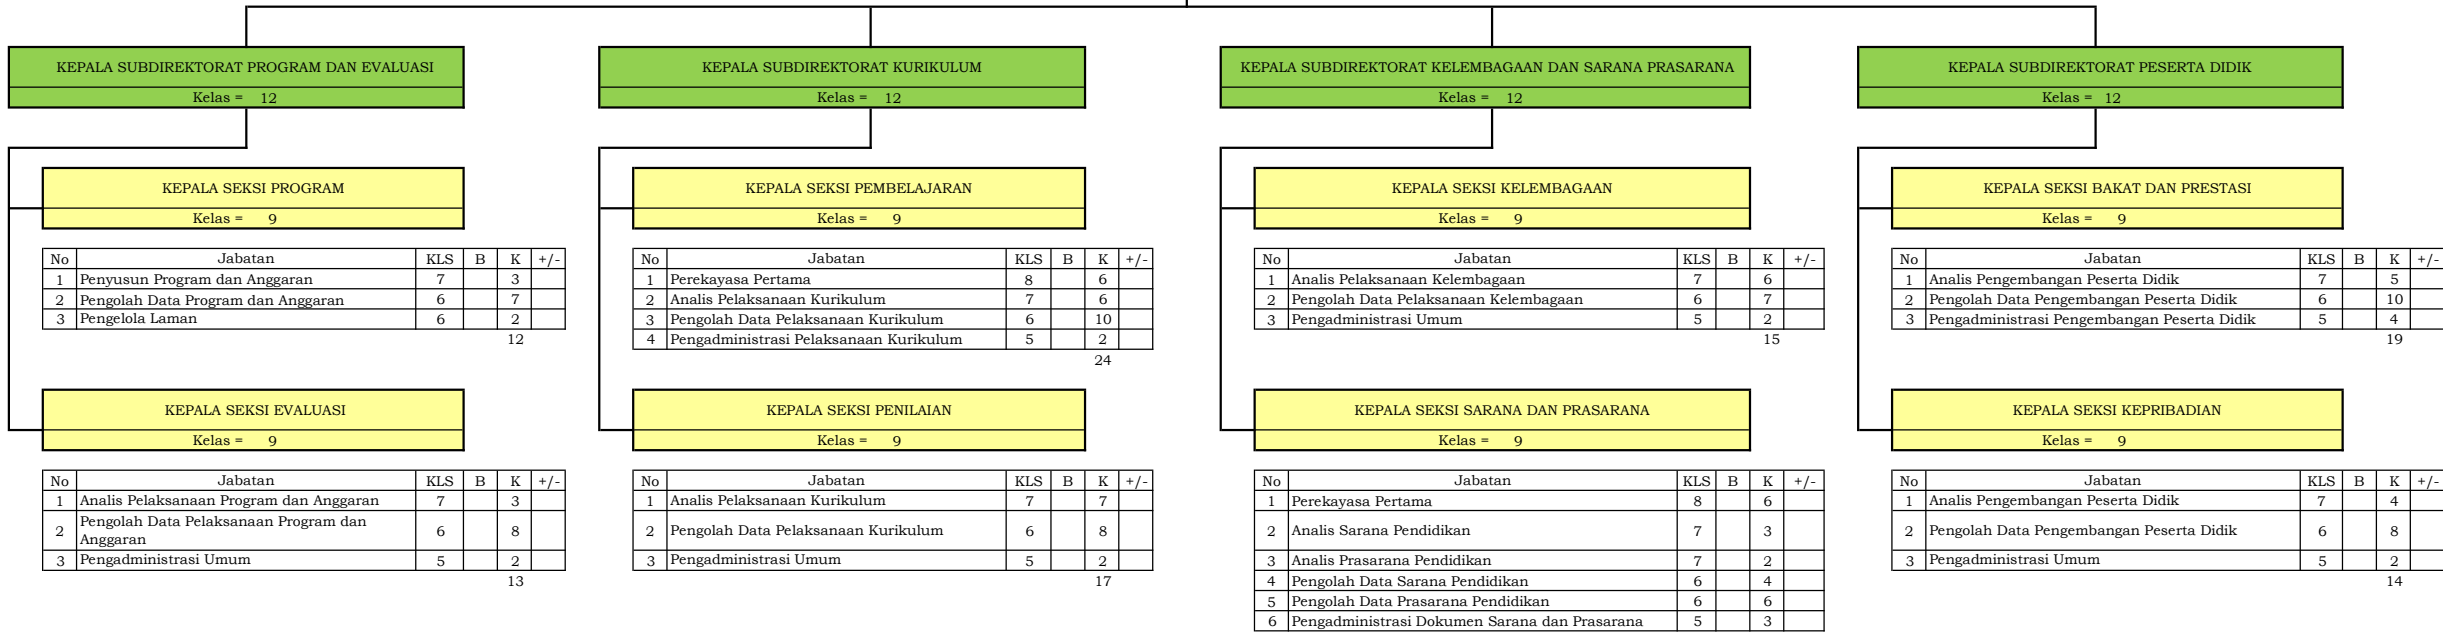 KEPALA SUBDIREKTORAT PROGRAM DAN EVALUASI
Kelas = 12
KEPALA SEKSI PROGRAM
Kelas = 9
No Jabatan KLS B K +/-
1 Penyusun Program dan Anggaran 7 3
2 Pengolah Data Program dan Anggaran 6 7
3 Pengelola Laman 6 2
12
KEPALA SEKSI EVALUASI
Kelas = 9
No Jabatan KLS B K +/-
1 Analis Pelaksanaan Program dan Anggaran 7 3
2 Pengolah Data Pelaksanaan Program dan
Anggaran 6 8
3 Pengadministrasi Umum 5 2
13
KEPALA SUBDIREKTORAT KURIKULUM
Kelas = 12
KEPALA SEKSI PEMBELAJARAN
Kelas = 9
No Jabatan KLS B K +/-
1 Perekayasa Pertama 8 6
2 Analis Pelaksanaan Kurikulum 7 6
3 Pengolah Data Pelaksanaan Kurikulum 6 10
4 Pengadministrasi Pelaksanaan Kurikulum 5 2
24
KEPALA SEKSI PENILAIAN
Kelas = 9
No Jabatan KLS B K +/-
1 Analis Pelaksanaan Kurikulum 7 7
2 Pengolah Data Pelaksanaan Kurikulum 6 8
3 Pengadministrasi Umum 5 2
17
KEPALA SUBDIREKTORAT KELEMBAGAAN DAN SARANA PRASARANA
Kelas = 12
KEPALA SEKSI KELEMBAGAAN
Kelas = 9
No Jabatan KLS B K +/-
1 Analis Pelaksanaan Kelembagaan 7 6
2 Pengolah Data Pelaksanaan Kelembagaan 6 7
3 Pengadministrasi Umum 5 2
15
KEPALA SEKSI SARANA DAN PRASARANA
Kelas = 9
No Jabatan KLS B K +/-
1 Perekayasa Pertama 8 6
2 Analis Sarana Pendidikan 7 3
3 Analis Prasarana Pendidikan 7 2
4 Pengolah Data Sarana Pendidikan 6 4
5 Pengolah Data Prasarana Pendidikan 6 6
6 Pengadministrasi Dokumen Sarana dan Prasarana 5 3
KEPALA SUBDIREKTORAT PESERTA DIDIK
Kelas = 12
KEPALA SEKSI BAKAT DAN PRESTASI
Kelas = 9
No Jabatan KLS B K +/-
1 Analis Pengembangan Peserta Didik 7 5
2 Pengolah Data Pengembangan Peserta Didik 6 10
3 Pengadministrasi Pengembangan Peserta Didik 5 4
19
KEPALA SEKSI KEPRIBADIAN
Kelas = 9
No Jabatan KLS B K +/-
1 Analis Pengembangan Peserta Didik 7 4
2 Pengolah Data Pengembangan Peserta Didik 6 8
3 Pengadministrasi Umum 5 2
14